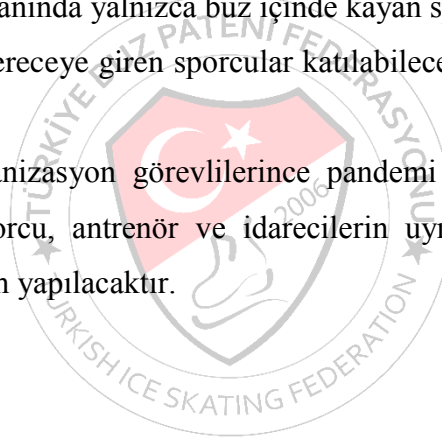 anında yalnızca buz içinde kayan s
ereceye giren sporcular katılabilece
anizasyon görevlilerince pandemi
orcu, antrenör ve idarecilerin uy
n yapılacaktır.
TÜRKİYE BUZ PATENİ FEDERASYONU
2006
TURKISH ICE SKATING FEDERATION